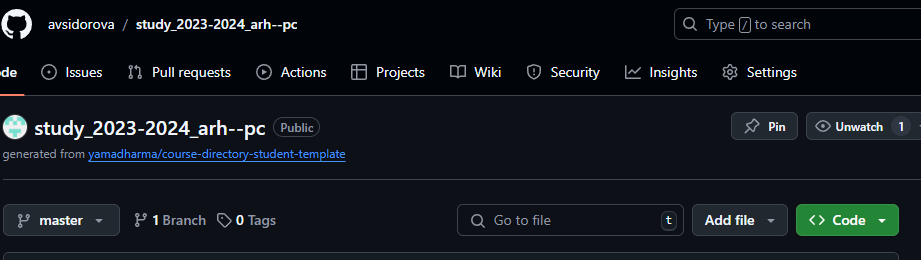 avsidorova / study_2023-2024_arh--pc
Type / to search
ode Issues Pull requests Actions Projects Wiki Security Insights Settings
study_2023-2024_arh--pc Public
Pin Unwatch 1
generated from yamadharma/course-directory-student-template
master 1 Branch 0 Tags
Go to file t
Add file <> Code